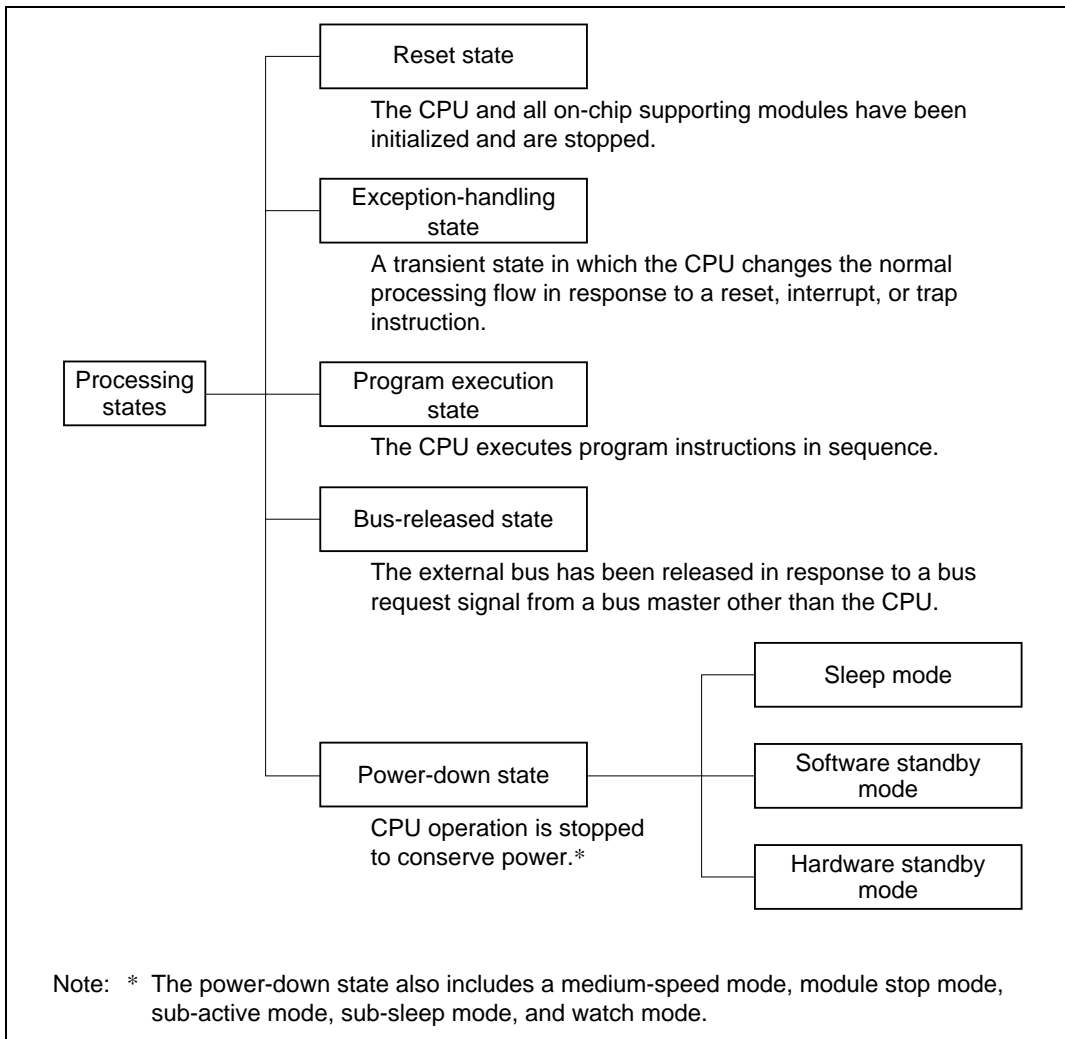 Reset state
The CPU and all on-chip supporting modules have been
initialized and are stopped.
Exception-handling
state
A transient state in which the CPU changes the normal
processing flow in response to a reset, interrupt, or trap
instruction.
Processing
states
Program execution
state
The CPU executes program instructions in sequence.
Bus-released state
The external bus has been released in response to a bus
request signal from a bus master other than the CPU.
Sleep mode
Power-down state
CPU operation is stopped
to conserve power.*
Software standby
mode
Hardware standby
mode
Note: * The power-down state also includes a medium-speed mode, module stop mode,
sub-active mode, sub-sleep mode, and watch mode.